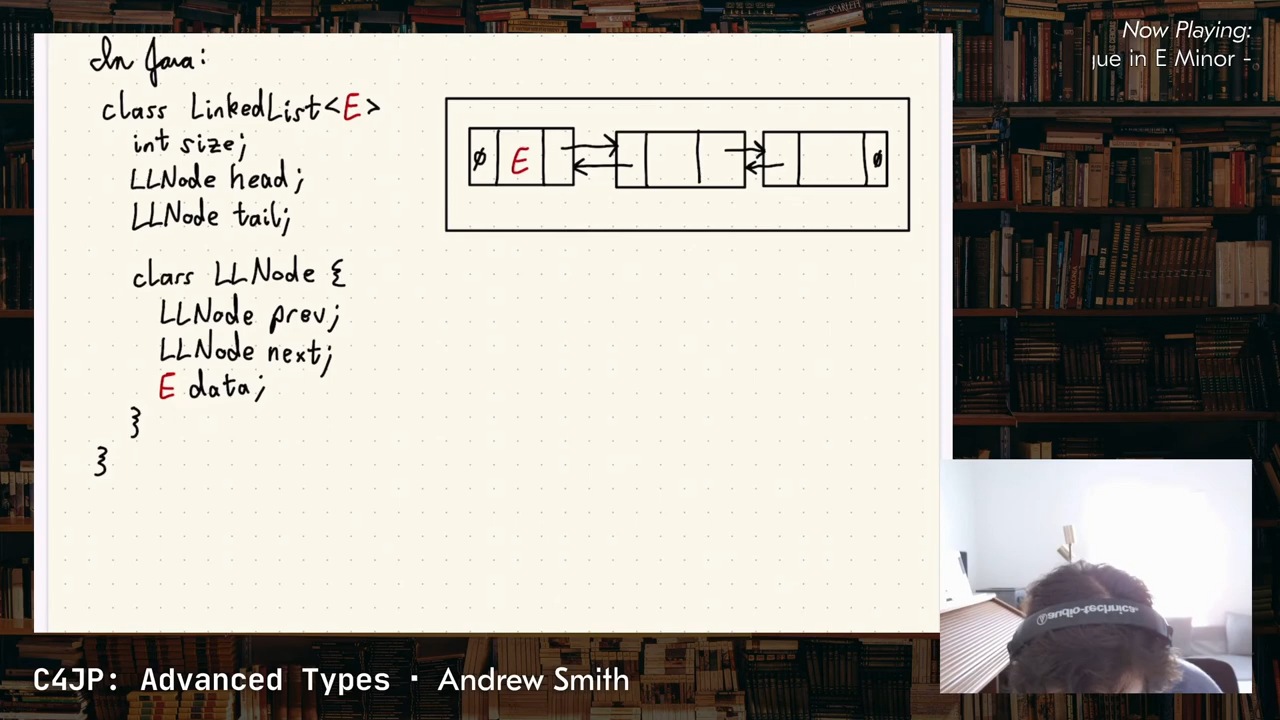 In Java:
class LinkedList<E>
int size;
LLNode head;
LLNode tail;
class LLNode {
LLNode prev;
LLNode next;
E data;
}
}
ø E ø
Now Playing:
ue in E Minor -
audio-technica
C4JP: Advanced Types · Andrew Smith